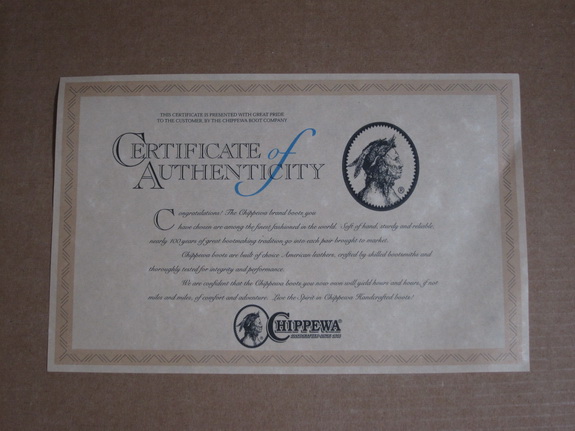 THIS CERTIFICATE IS PRESENTED WITH GREAT PRIDE
TO THE CUSTOMER BY THE CHIPPEWA BOOT COMPANY
CERTIFICATE of
AUTHENTICITY
Congratulations! The Chippewa brand boots you
have chosen are among the finest fashioned in the world. Soft of hand, sturdy and reliable,
nearly 100 years of great bootmaking tradition go into each pair brought to market.
Chippewa boots are built of choice American leathers, crafted by skilled bootsmiths and
thoroughly tested for integrity and performance.
We are confident that the Chippewa boots you now own will yield hours and hours, if not
miles and miles, of comfort and adventure. Live the Spirit in Chippewa Handcrafted boots!
CHIPPEWA®